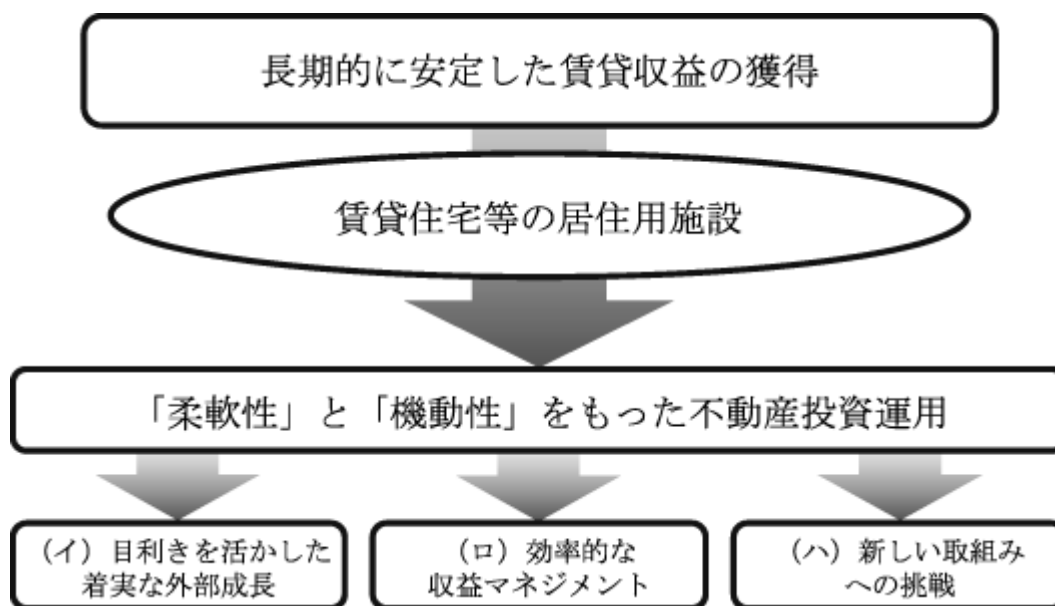 長期的に安定した賃貸収益の獲得
賃貸住宅等の居住用施設
「柔軟性」と「機動性」をもった不動産投資運用
(イ)目利きを活かした
着実な外部成長
(ロ)効率的な
収益マネジメント
(ハ)新しい取組み
への挑戦